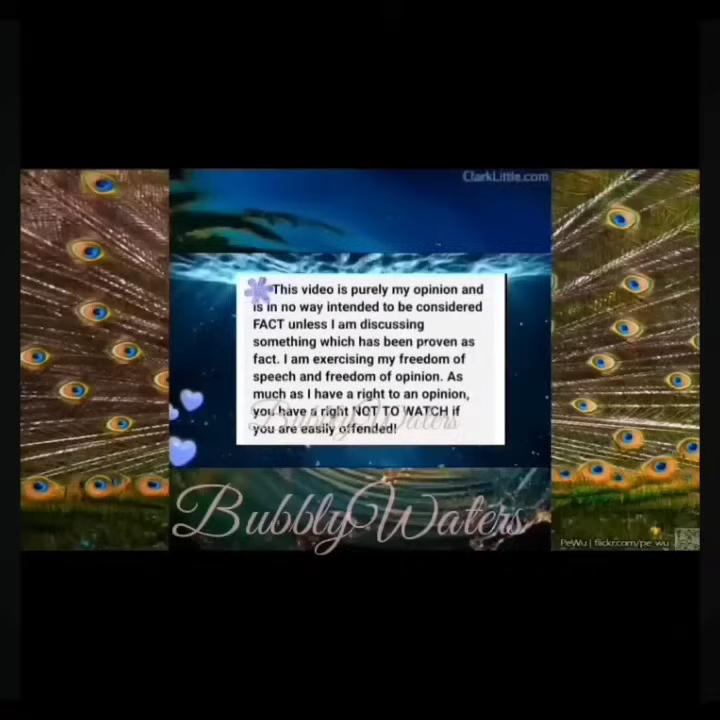 ClarkLittle.com
This video is purely my opinion and
is in no way intended to be considered
FACT unless I am discussing
something which has been proven as
fact. I am exercising my freedom of
speech and freedom of opinion. As
much as I have a right to an opinion,
you have a right NOT TO WATCH if
you are easily offended!
BubblyWaters
BubblyWaters
PeWu | flickr.com/pe_wu